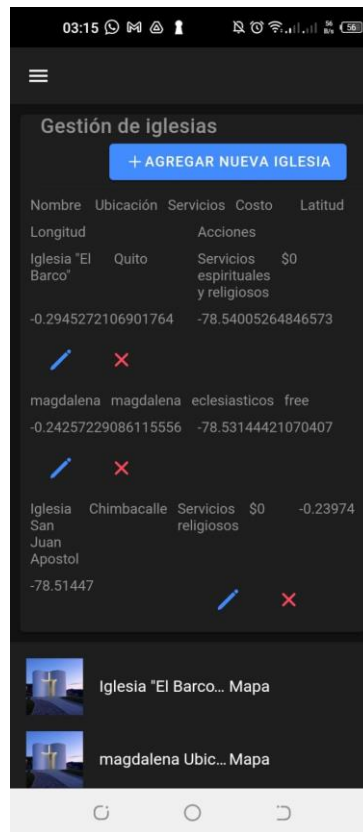 03:15 56 B/s 56
Gestión de iglesias
+ AGREGAR NUEVA IGLESIA
Nombre Ubicación Servicios Costo Latitud
Longitud Acciones
Iglesia "El Quito Servicios $0
Barco" espirituales
y religiosos
-0.2945272106901764 -78.54005264846573
magdalena magdalena eclesiasticos free
-0.24257229086115556 -78.53144421070407
Iglesia Chimbacalle Servicios $0 -0.23974
San religiosos
Juan
Apostol
-78.51447
Iglesia "El Barco... Mapa
magdalena Ubic... Mapa